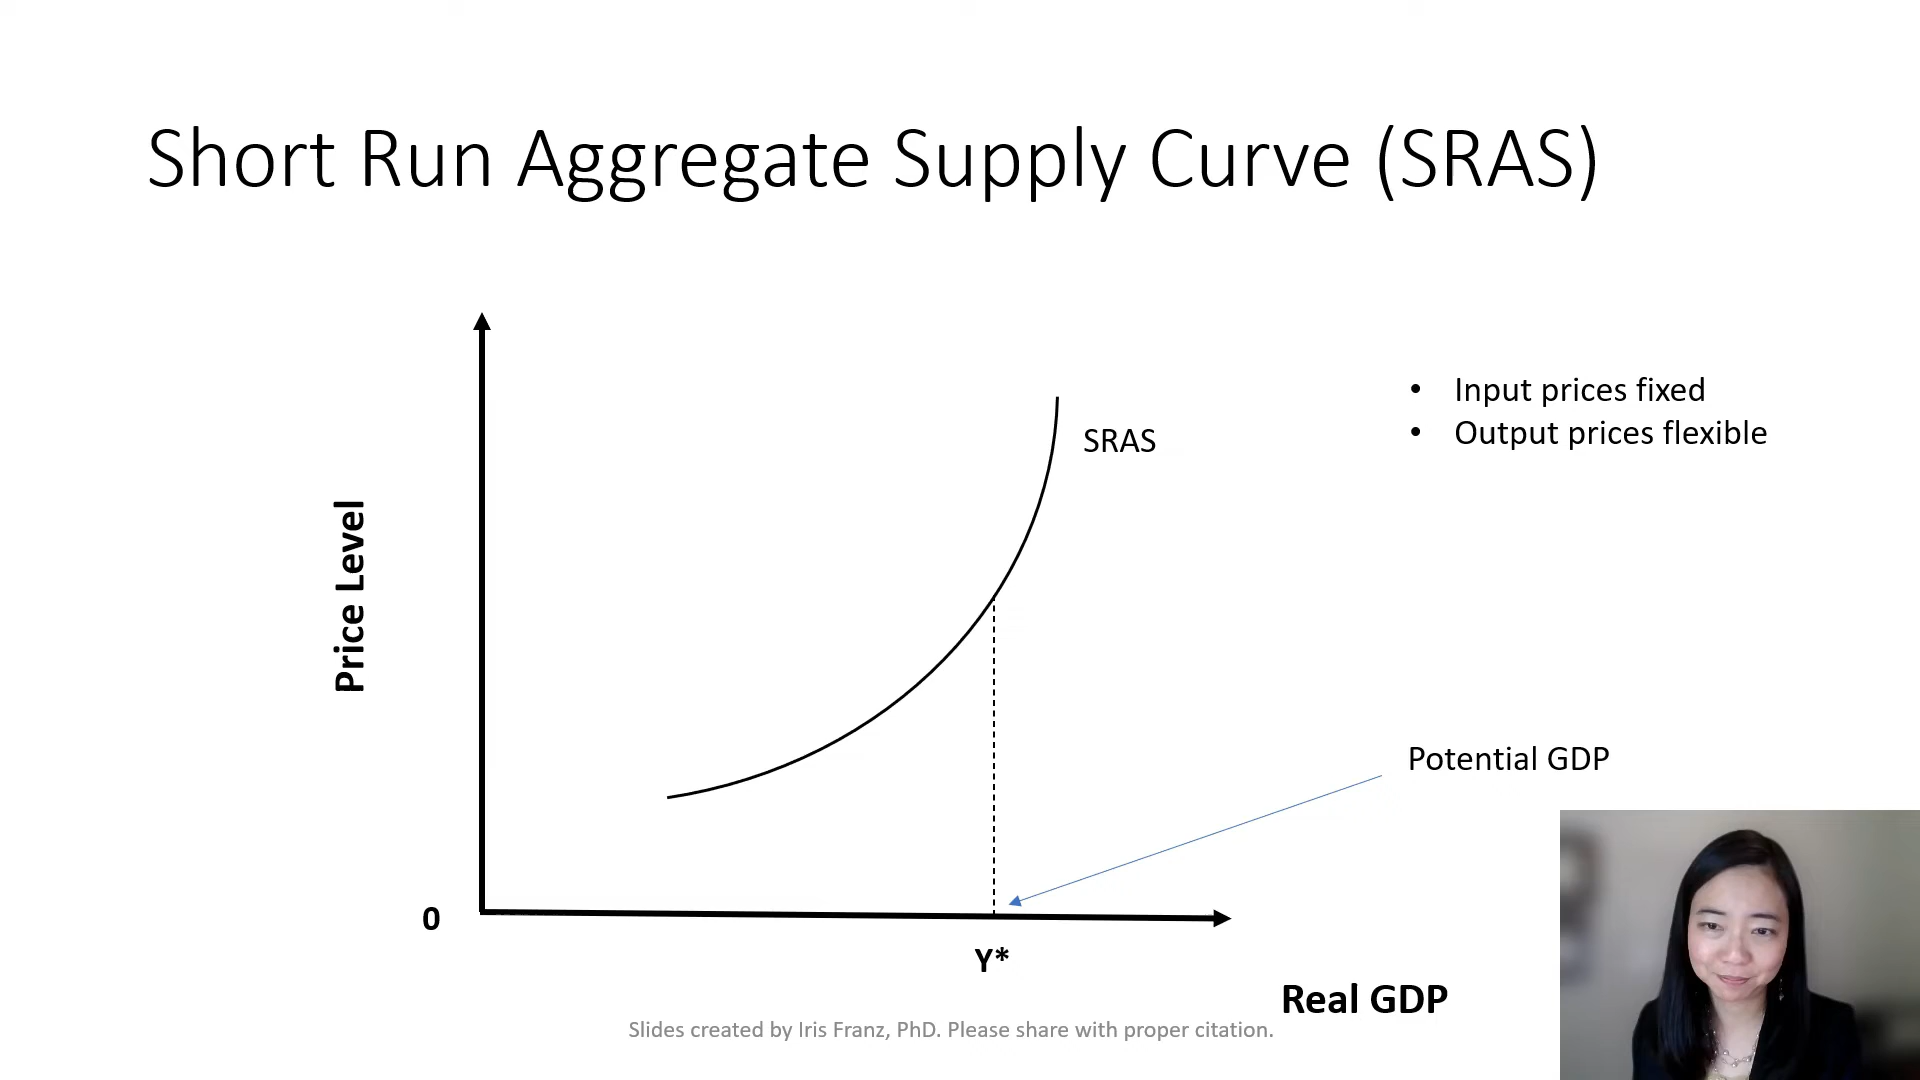 Short Run Aggregate Supply Curve (SRAS)
• Input prices fixed
• Output prices flexible
SRAS
Price Level
Potential GDP
0
Y*
Real GDP
Slides created by Iris Franz, PhD. Please share with proper citation.